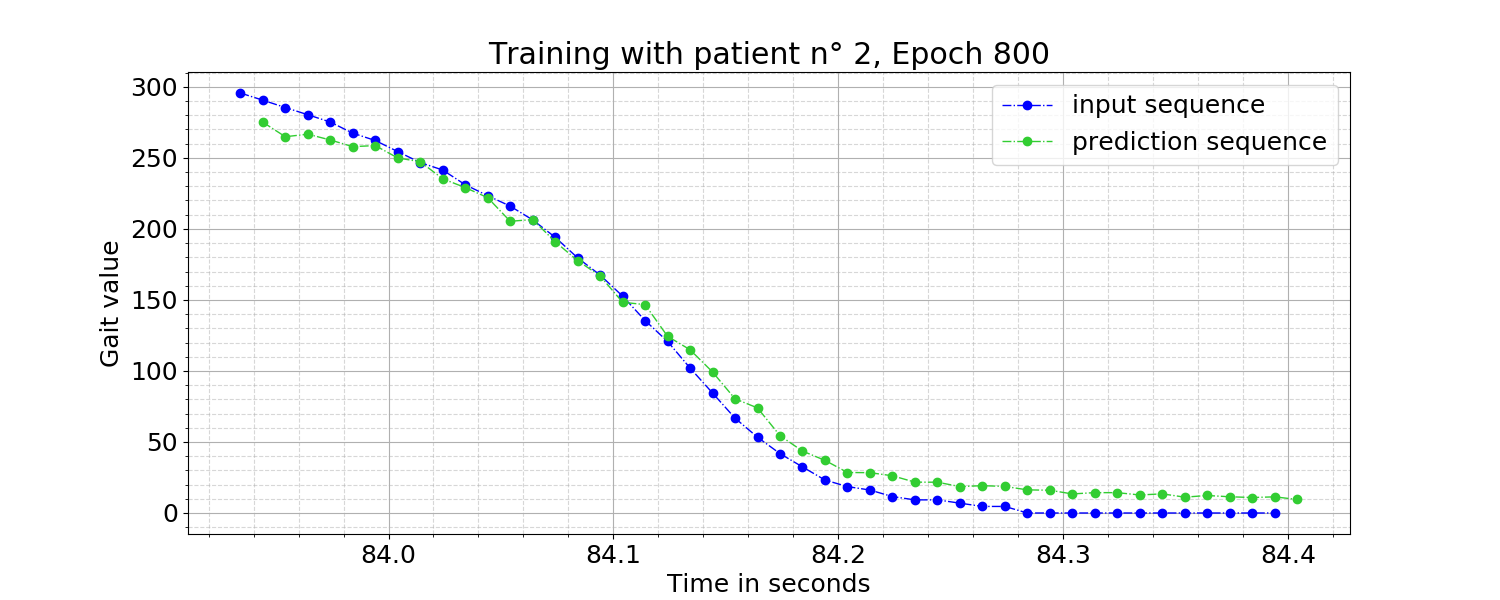 Training with patient n° 2, Epoch 800
input sequence
prediction sequence
300
250
200
150
100
50
0
Gait value
84.0 84.1 84.2 84.3 84.4
Time in seconds